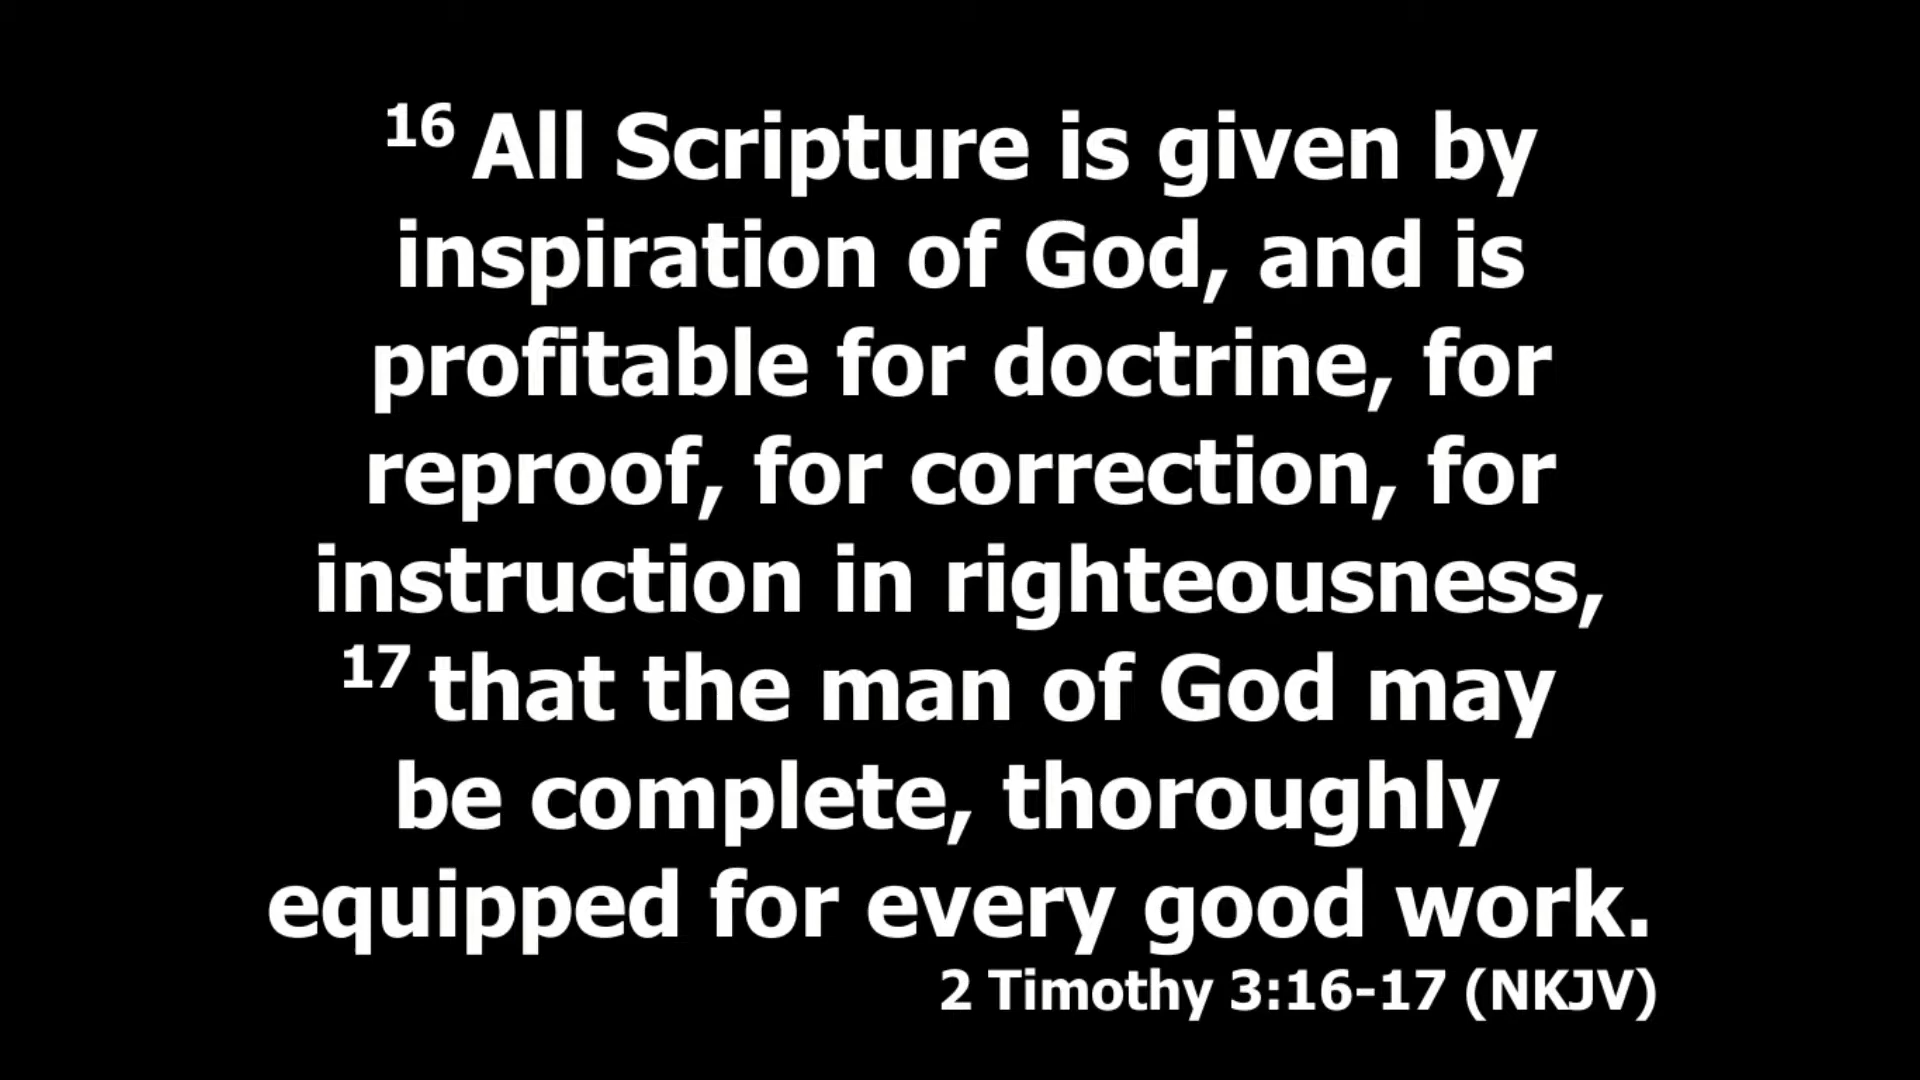 16 All Scripture is given by
inspiration of God, and is
profitable for doctrine, for
reproof, for correction, for
instruction in righteousness,
17 that the man of God may
be complete, thoroughly
equipped for every good work.
2 Timothy 3:16-17 (NKJV)